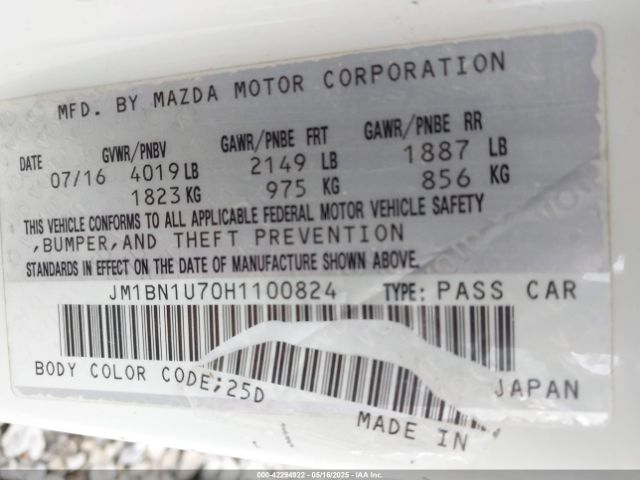 MFD. BY MAZDA MOTOR CORPORATION
DATE GVWR/PNBV GAWR/PNBE FRT GAWR/PNBE RR
07/16 4019 LB 2149 LB 1887 LB
1823 KG 975 KG 856 KG
THIS VEHICLE CONFORMS TO ALL APPLICABLE FEDERAL MOTOR VEHICLE SAFETY
,BUMPER,AND THEFT PREVENTION
STANDARDS IN EFFECT ON THE DATE OF MANUFACTURE SHOWN ABOVE.
JM1BN1U70H1100824 TYPE: PASS CAR
BODY COLOR CODE;25D
MADE IN JAPAN
000-42294922 - 05/16/2025 - IAA Inc.